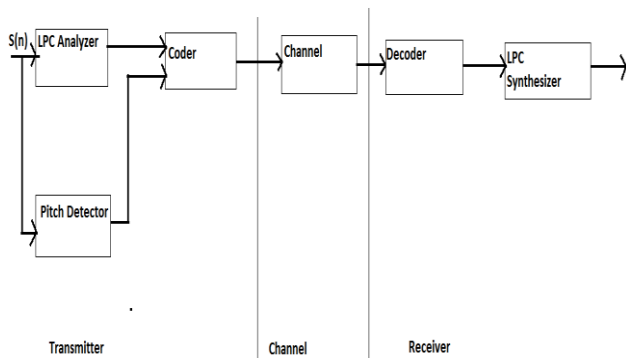 S(n)
LPC Analyzer
Coder
Channel
Decoder
LPC
Synthesizer
Pitch Detector
Transmitter
Channel
Receiver